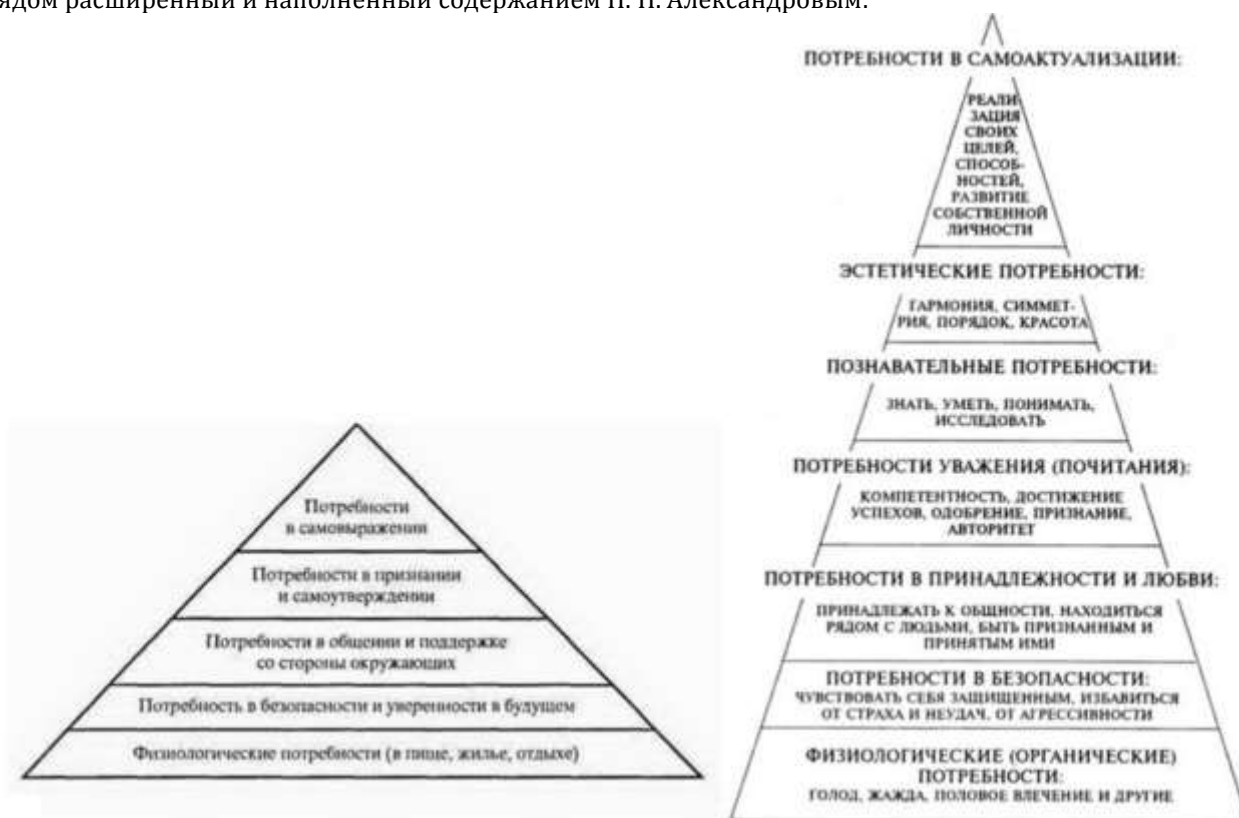 рядом расширенный и наполненный содержанием Н. Н. Александровым:
Потребности
в самовыражении
Потребности в признании
и самоутверждении
Потребности в общении и поддержке
со стороны окружающих
Потребность в безопасности и уверенности в будущем
Физиологические потребности (в пище, жилье, отдыхе)
ПОТРЕБНОСТИ В САМОАКТУАЛИЗАЦИИ:
РЕАЛИ-
ЗАЦИЯ
СВОИХ
ЦЕЛЕЙ,
СПОСОБ-
НОСТЕЙ,
РАЗВИТИЕ
СОБСТВЕННОЙ
ЛИЧНОСТИ
ЭСТЕТИЧЕСКИЕ ПОТРЕБНОСТИ:
ГАРМОНИЯ, СИММЕТ-
РИЯ, ПОРЯДОК, КРАСОТА
ПОЗНАВАТЕЛЬНЫЕ ПОТРЕБНОСТИ:
ЗНАТЬ, УМЕТЬ, ПОНИМАТЬ,
ИССЛЕДОВАТЬ
ПОТРЕБНОСТИ УВАЖЕНИЯ (ПОЧИТАНИЯ):
КОМПЕТЕНТНОСТЬ, ДОСТИЖЕНИЕ
УСПЕХОВ, ОДОБРЕНИЕ, ПРИЗНАНИЕ,
АВТОРИТЕТ
ПОТРЕБНОСТИ В ПРИНАДЛЕЖНОСТИ И ЛЮБВИ:
ПРИНАДЛЕЖАТЬ К ОБЩНОСТИ, НАХОДИТЬСЯ
РЯДОМ С ЛЮДЬМИ, БЫТЬ ПРИЗНАННЫМ И
ПРИНЯТЫМ ИМИ
ПОТРЕБНОСТИ В БЕЗОПАСНОСТИ:
ЧУВСТВОВАТЬ СЕБЯ ЗАЩИЩЕННЫМ, ИЗБАВИТЬСЯ
ОТ СТРАХА И НЕУДАЧ, ОТ АГРЕССИВНОСТИ
ФИЗИОЛОГИЧЕСКИЕ (ОРГАНИЧЕСКИЕ)
ПОТРЕБНОСТИ:
ГОЛОД, ЖАЖДА, ПОЛОВОЕ ВЛЕЧЕНИЕ И ДРУГИЕ